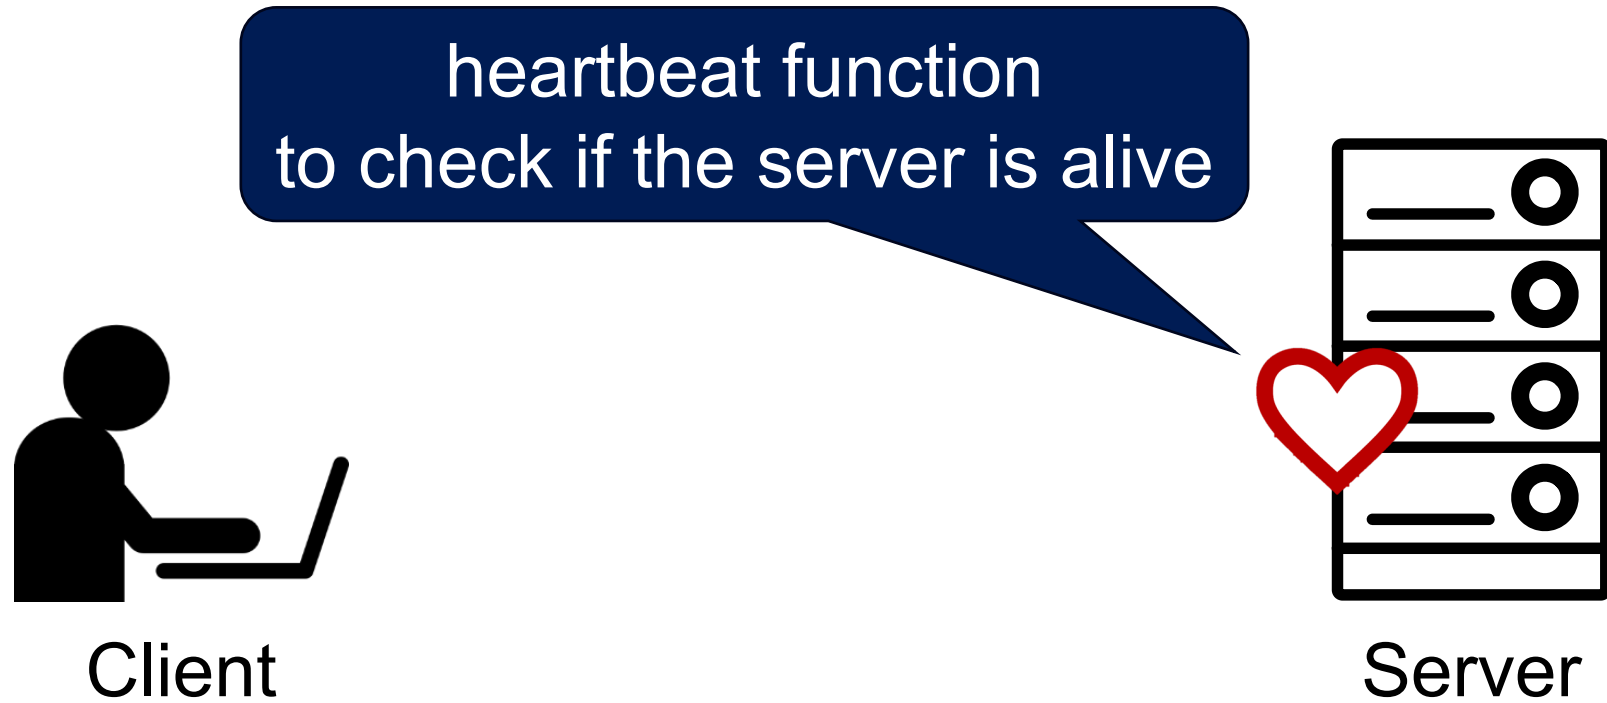 heartbeat function
to check if the server is alive
Client
Server